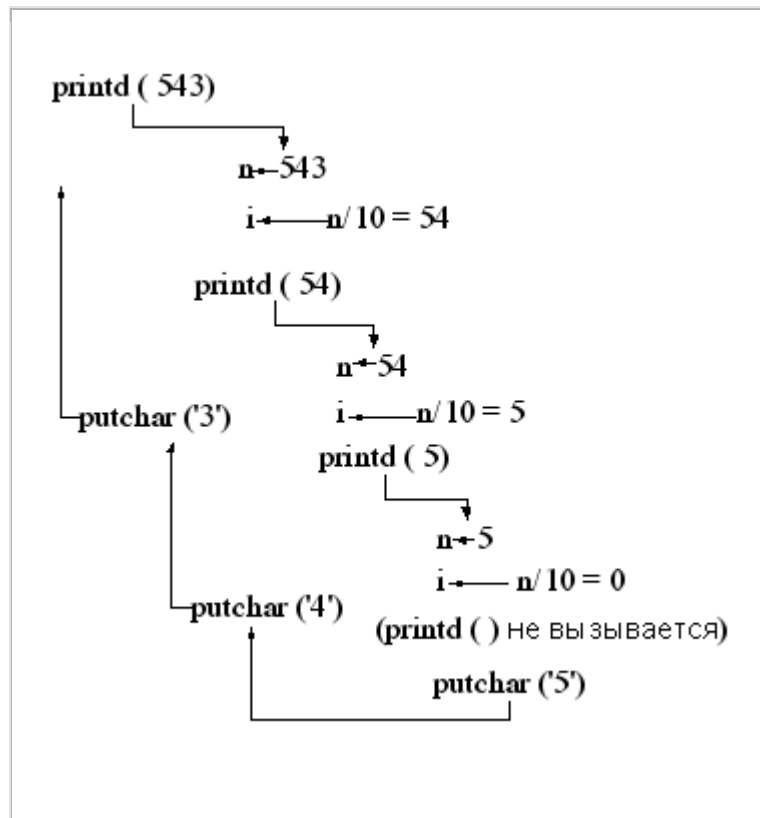 printd ( 543)
n 543
i n/ 10 = 54
printd ( 54)
n 54
i n/ 10 = 5
putchar ('3')
printd ( 5)
n 5
i n/ 10 = 0
putchar ('4')
(printd ( ) не вызывается)
putchar ('5')